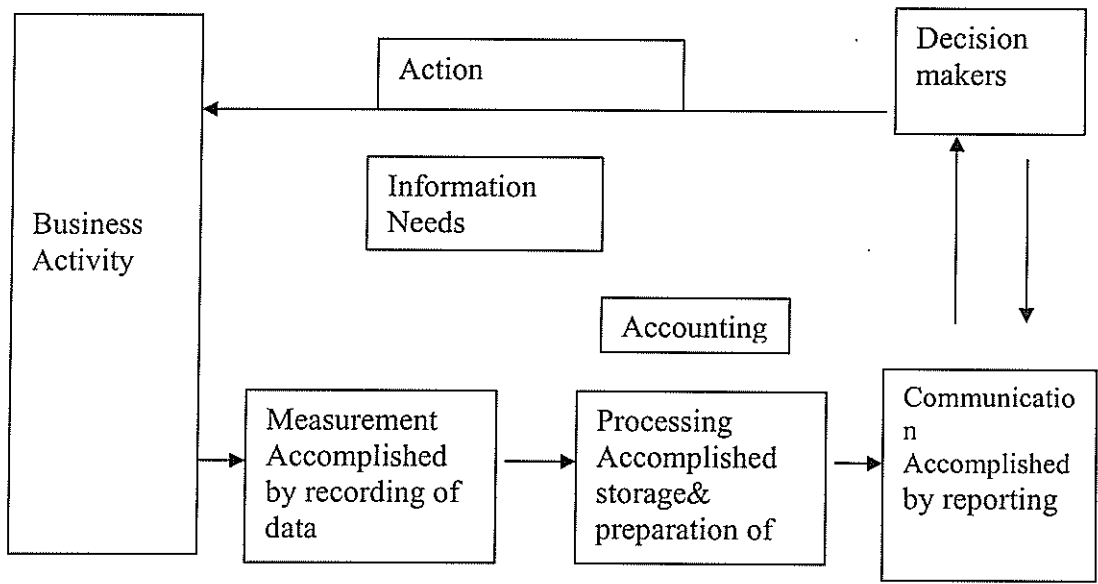 Action
Decision
makers
Information
Needs
Business
Activity
Accounting
Measurement
Accomplished
by recording of
data
Processing
Accomplished
storage&
preparation of
Communicatio
n
Accomplished
by reporting